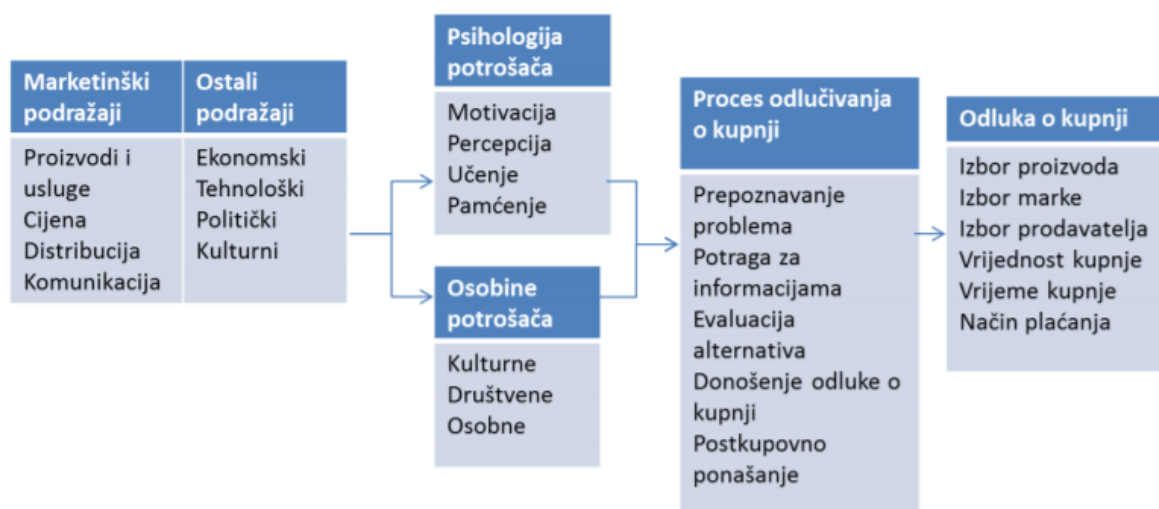 Marketinški
podražaji
Proizvodi i
usluge
Cijena
Distribucija
Komunikacija
Ostali
podražaji
Ekonomski
Tehnološki
Politički
Kulturni
Psihologija
potrošača
Motivacija
Percepcija
Učenje
Pamćenje
Osobine
potrošača
Kulturne
Društvene
Osobne
Proces odlučivanja
o kupnji
Prepoznavanje
problema
Potraga za
informacijama
Evaluacija
alternativa
Donošenje odluke o
kupnji
Postkupovno
ponašanje
Odluka o kupnji
Izbor proizvoda
Izbor marke
Izbor prodavatelja
Vrijednost kupnje
Vrijeme kupnje
Način plaćanja